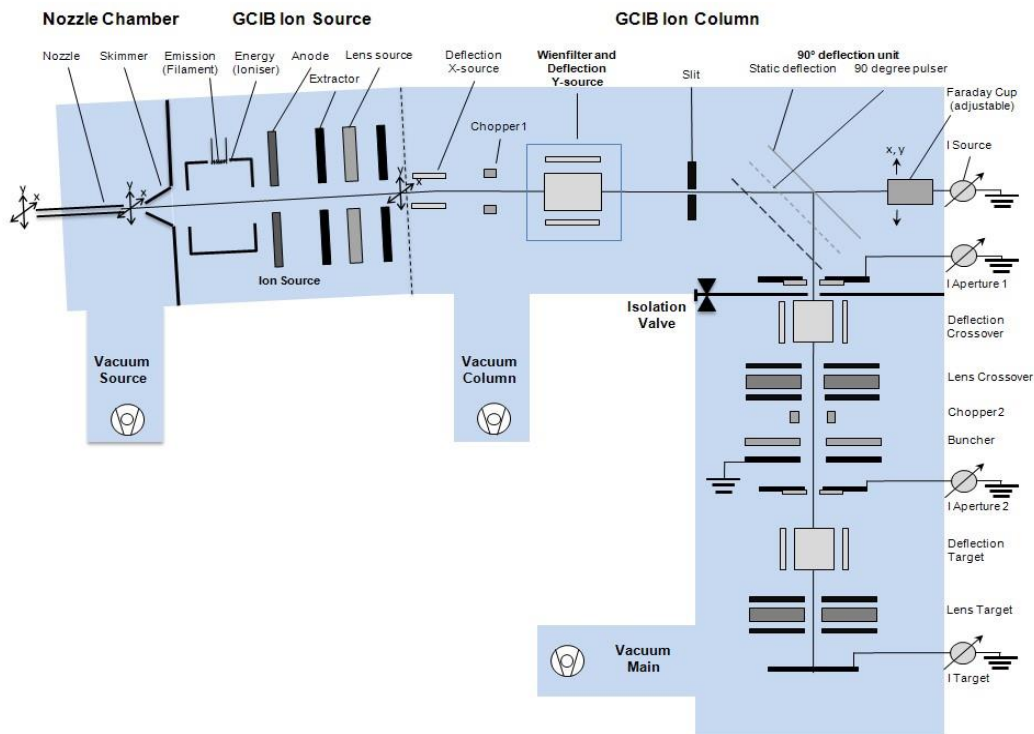 Nozzle Chamber
GCIB Ion Source
GCIB Ion Column
Nozzle
Skimmer
Emission
(Filament)
Energy
(Ioniser)
Anode
Extractor
Lens source
Deflection
X-source
Chopper 1
Wienfilter and
Deflection
Y-source
Slit
90° deflection unit
Static deflection
90 degree pulser
Faraday Cup
(adjustable)
x, y
I Source
y
x
y
x
y
x
Ion Source
I Aperture 1
Isolation
Valve
Deflection
Crossover
Vacuum
Source
Vacuum
Column
Lens Crossover
Chopper 2
Buncher
I Aperture 2
Deflection
Target
Lens Target
Vacuum
Main
I Target